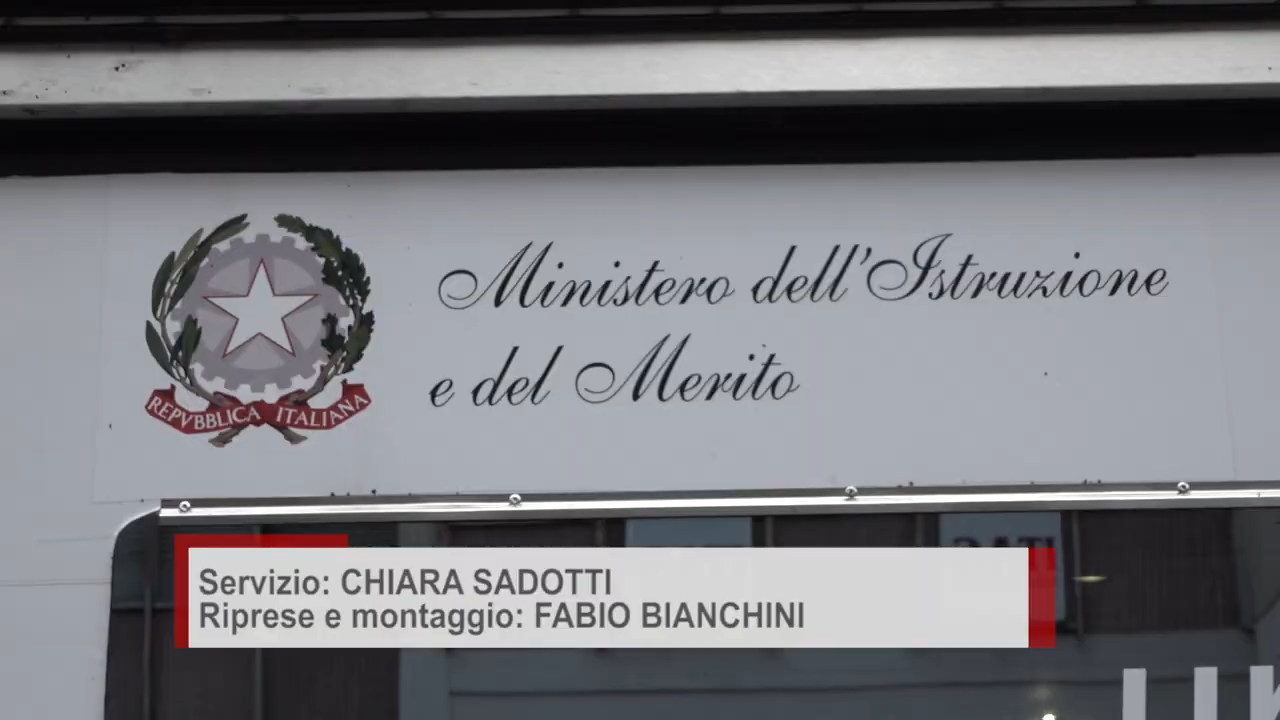 Ministero dell'Istruzione
e del Merito
REPVBBLICA ITALIANA
Servizio: CHIARA SADOTTI
Riprese e montaggio: FABIO BIANCHINI